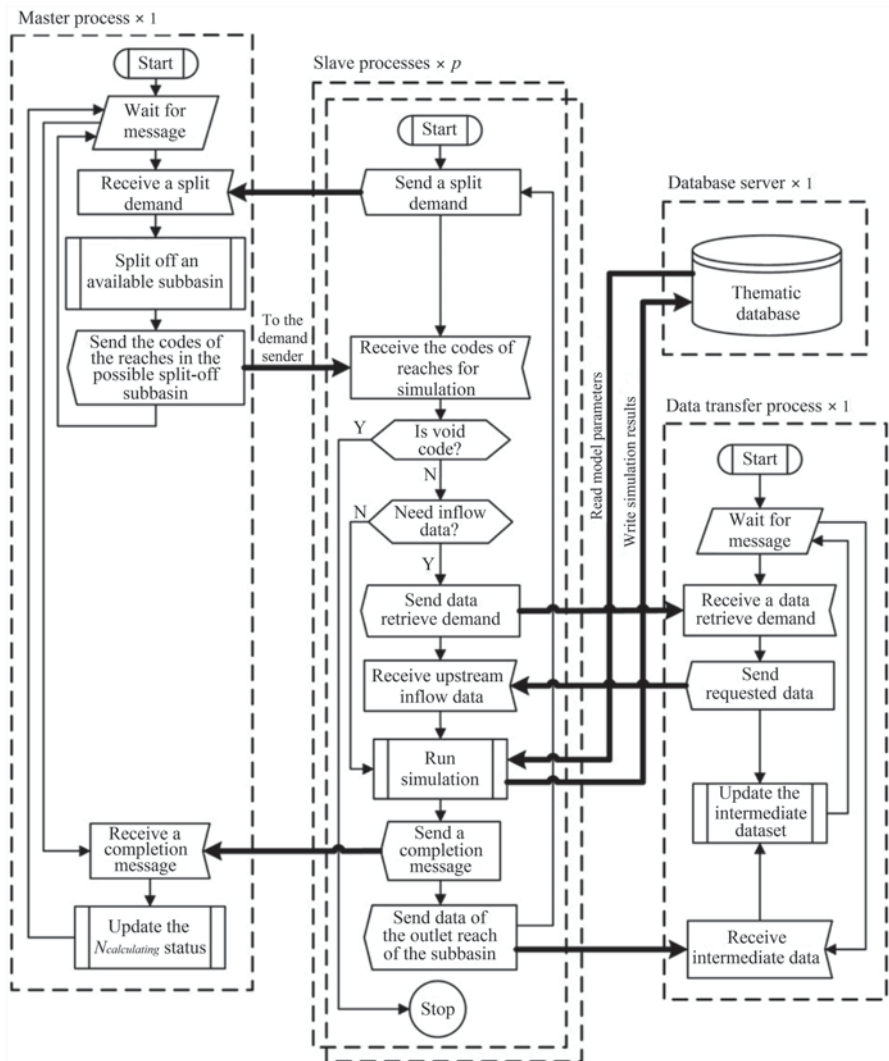 Master process × 1
Start
Wait for
message
Receive a split
demand
Split off an
available subbasin
Send the codes
of the reaches in the
possible split-off
subbasin
To the
demand
sender
Receive a
completion
message
Update the
Ncalculating status
Slave processes × p
Start
Send a split
demand
Receive the codes of
reaches for
simulation
Y
Is void
code?
N
N
Need inflow
data?
Y
Send data
retrieve demand
Receive upstream
inflow data
Run
simulation
Send a
completion
message
Send data of
the outlet reach
of the subbasin
Stop
Read model parameters
Write simulation results
Database server × 1
Thematic
database
Data transfer process × 1
Start
Wait for
message
Receive a data
retrieve demand
Send
requested data
Update the
intermediate
dataset
Receive
intermediate data